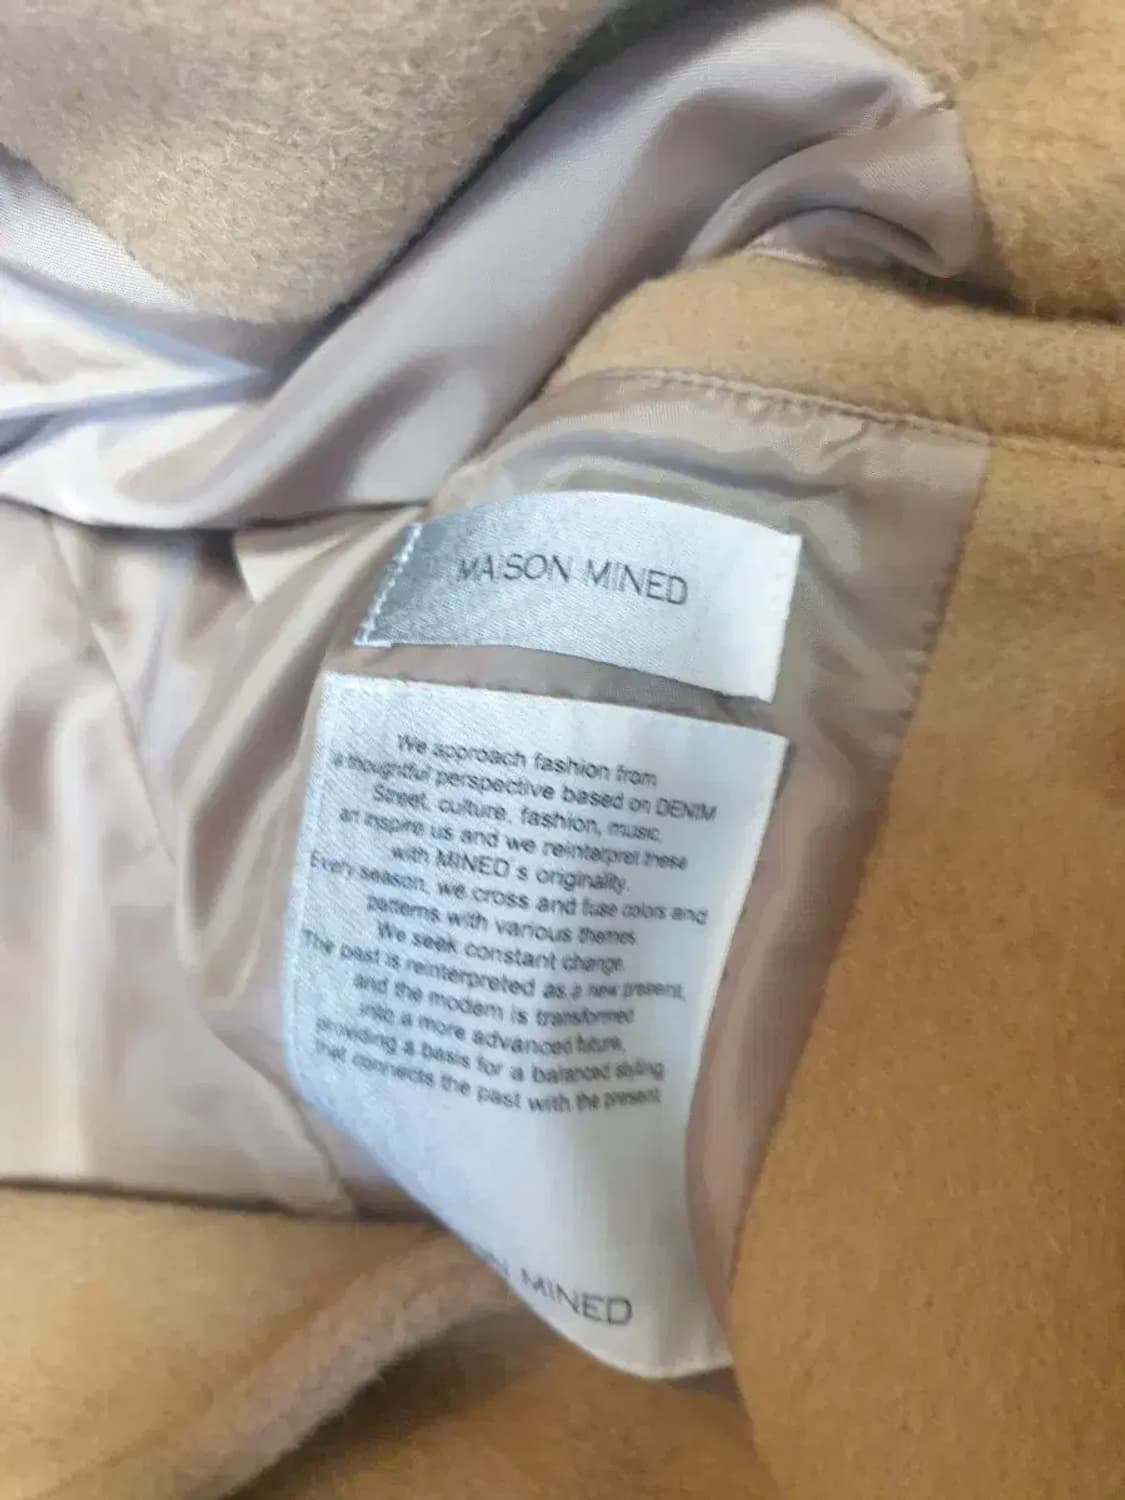 MAISON MINED
We approach fashion from
a thoughtful perspective based on DENIM
Street, culture, fashion, music,
art inspire us and we reinterpret these
with MINED's originality.
Every season, we cross and fuse colors and
patterns with various themes
We seek constant change.
The past is reinterpreted as a new present,
and the modern is transformed
into a more advanced future,
providing a basis for a balanced styling
that connects the past with the present
MINED